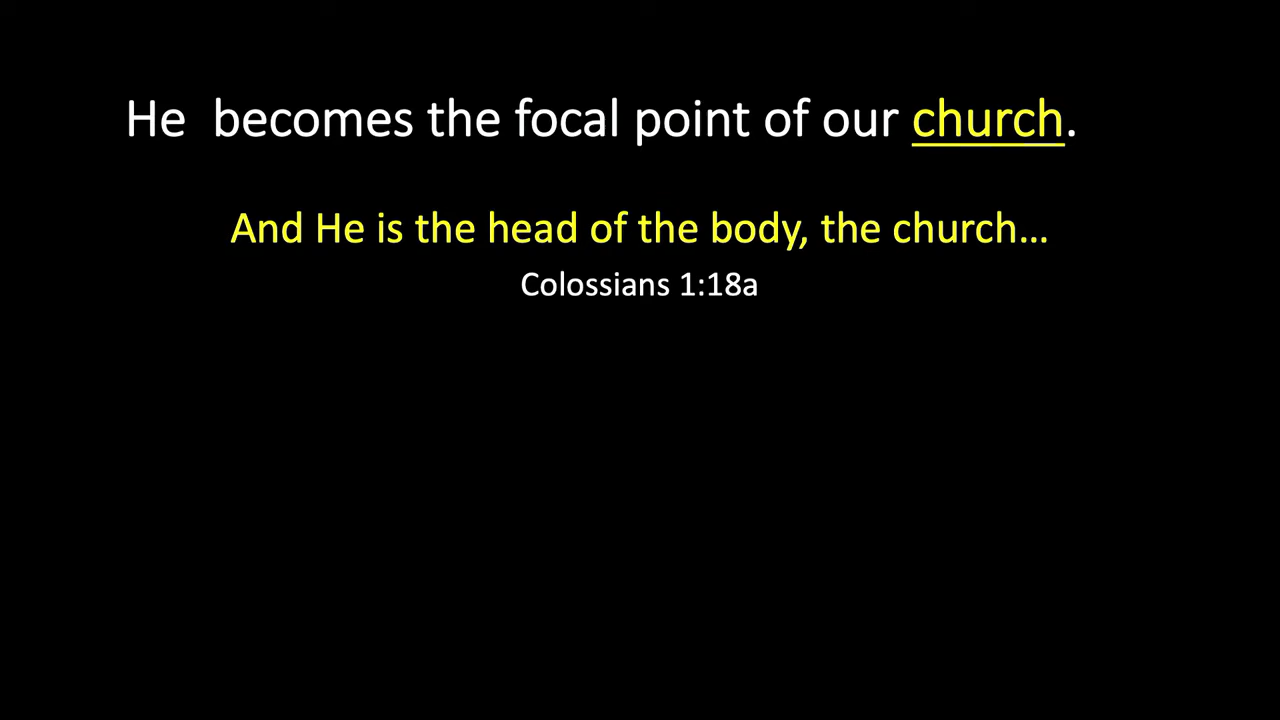 He  becomes the focal point of our church.
And He is the head of the body, the church…
Colossians 1:18a